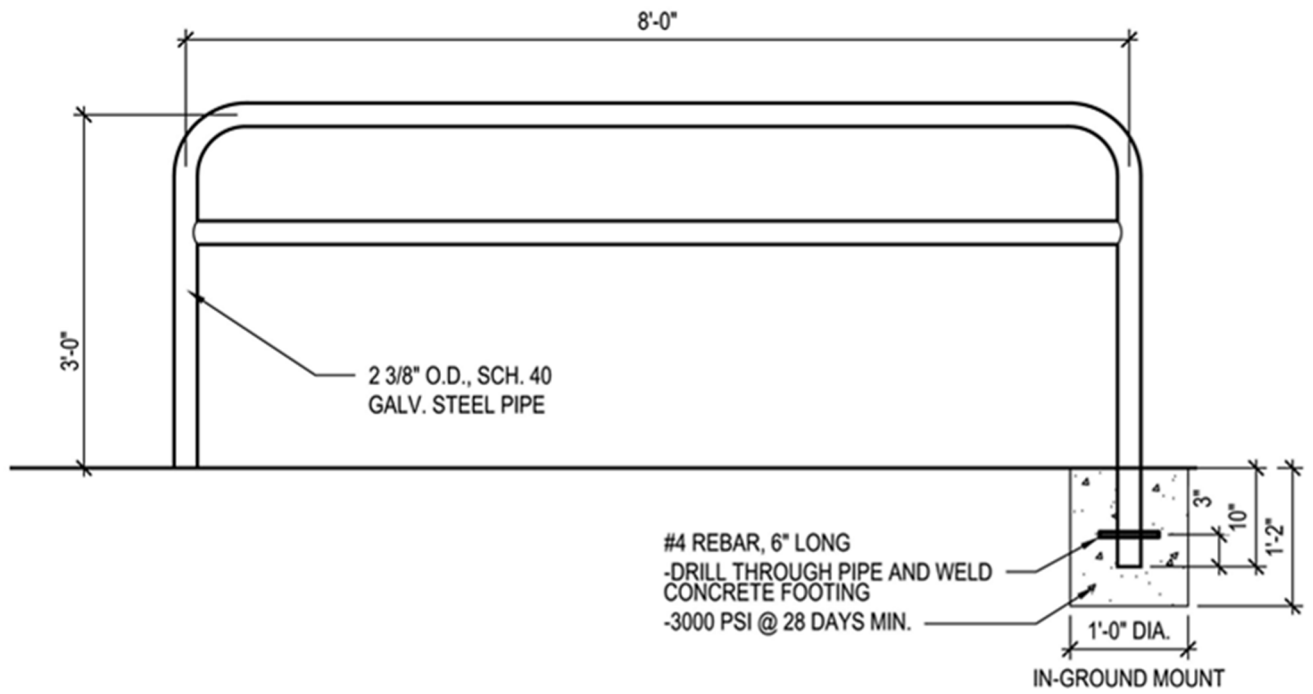 8'-0"
3'-0"
2 3/8" O.D., SCH. 40
GALV. STEEL PIPE
#4 REBAR, 6" LONG
-DRILL THROUGH PIPE AND WELD
CONCRETE FOOTING
-3000 PSI @ 28 DAYS MIN.
3"
10"
1'-2"
1'-0" DIA.
IN-GROUND MOUNT